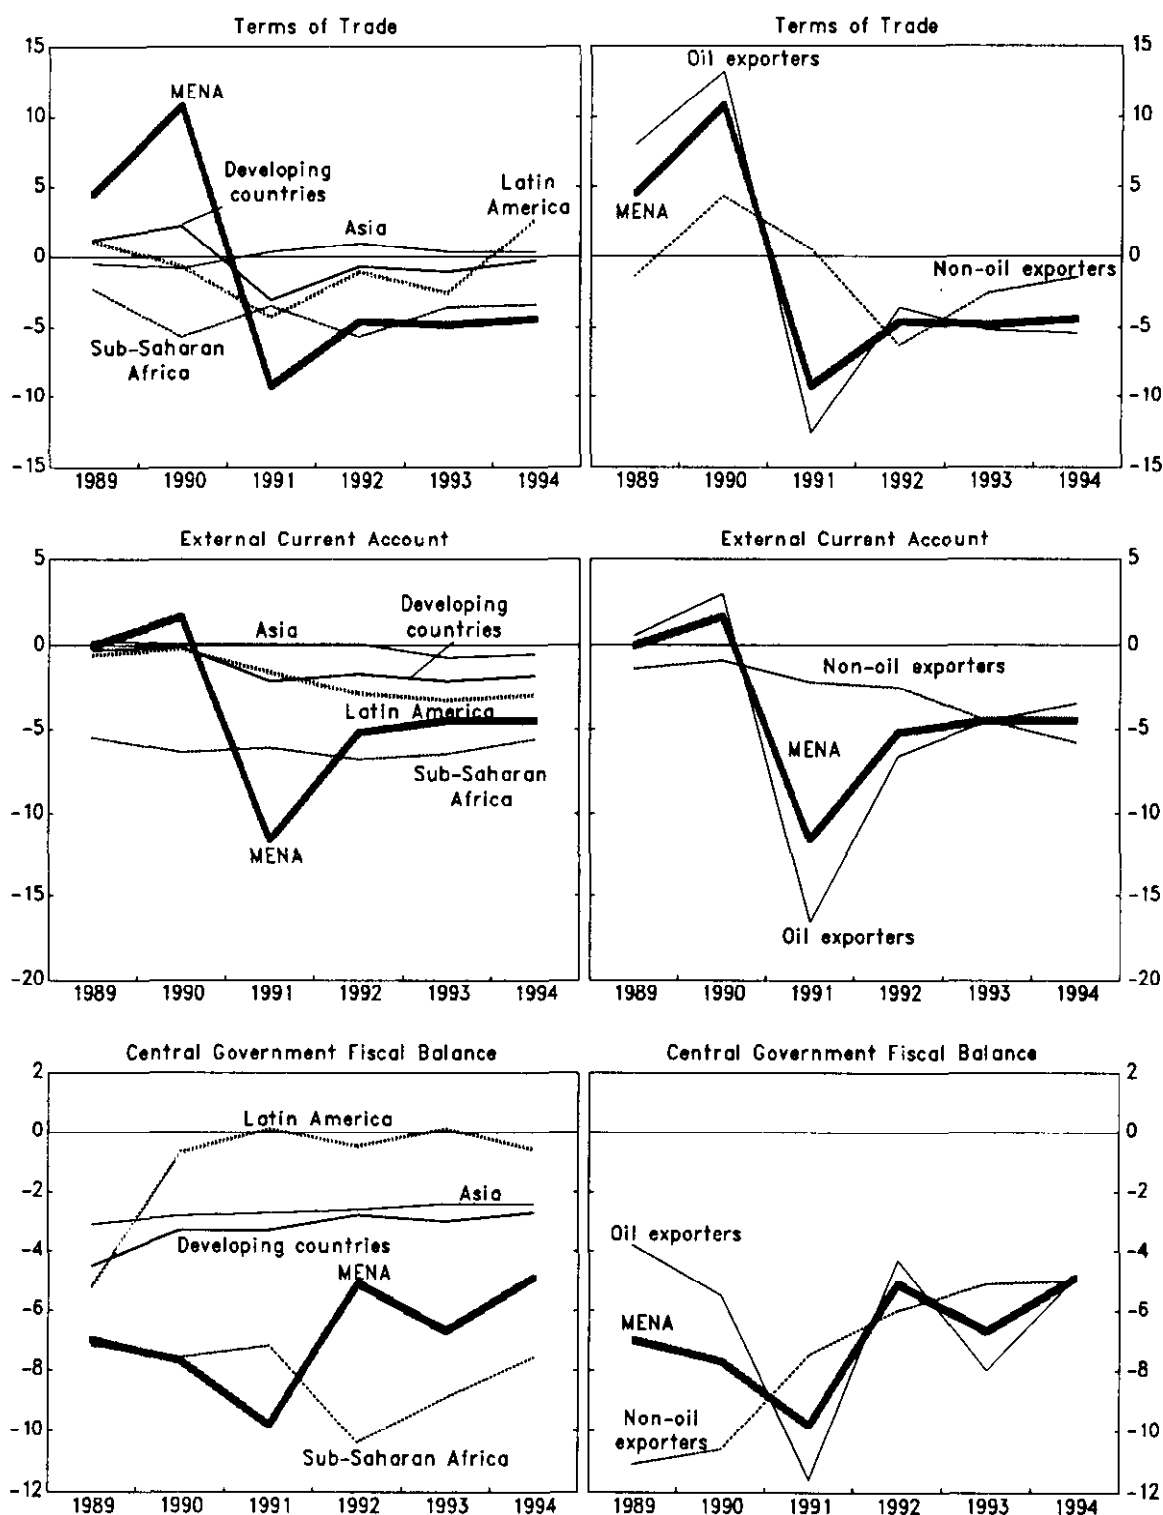 Terms of Trade
15
MENA
10
Developing
countries
5
Latin
America
Asia
0
-5
Sub-Saharan
Africa
-10
-15
1989 1990 1991 1992 1993 1994
Terms of Trade
15
Oil exporters
10
5
MENA
0
Non-oil exporters
-5
-10
-15
1989 1990 1991 1992 1993 1994
External Current Account
5
Developing
countries
Asia
0
Latin America
-5
Sub-Saharan
Africa
-10
MENA
-15
-20
1989 1990 1991 1992 1993 1994
External Current Account
5
0
Non-oil exporters
-5
MENA
-10
-15
Oil exporters
-20
1989 1990 1991 1992 1993 1994
Central Government Fiscal Balance
2
Latin America
0
-2
Asia
Developing countries
-4
MENA
-6
-8
-10
Sub-Saharan Africa
-12
1989 1990 1991 1992 1993 1994
Central Government Fiscal Balance
2
0
-2
Oil exporters
-4
-6
MENA
-8
Non-oil
exporters
-10
-12
1989 1990 1991 1992 1993 1994